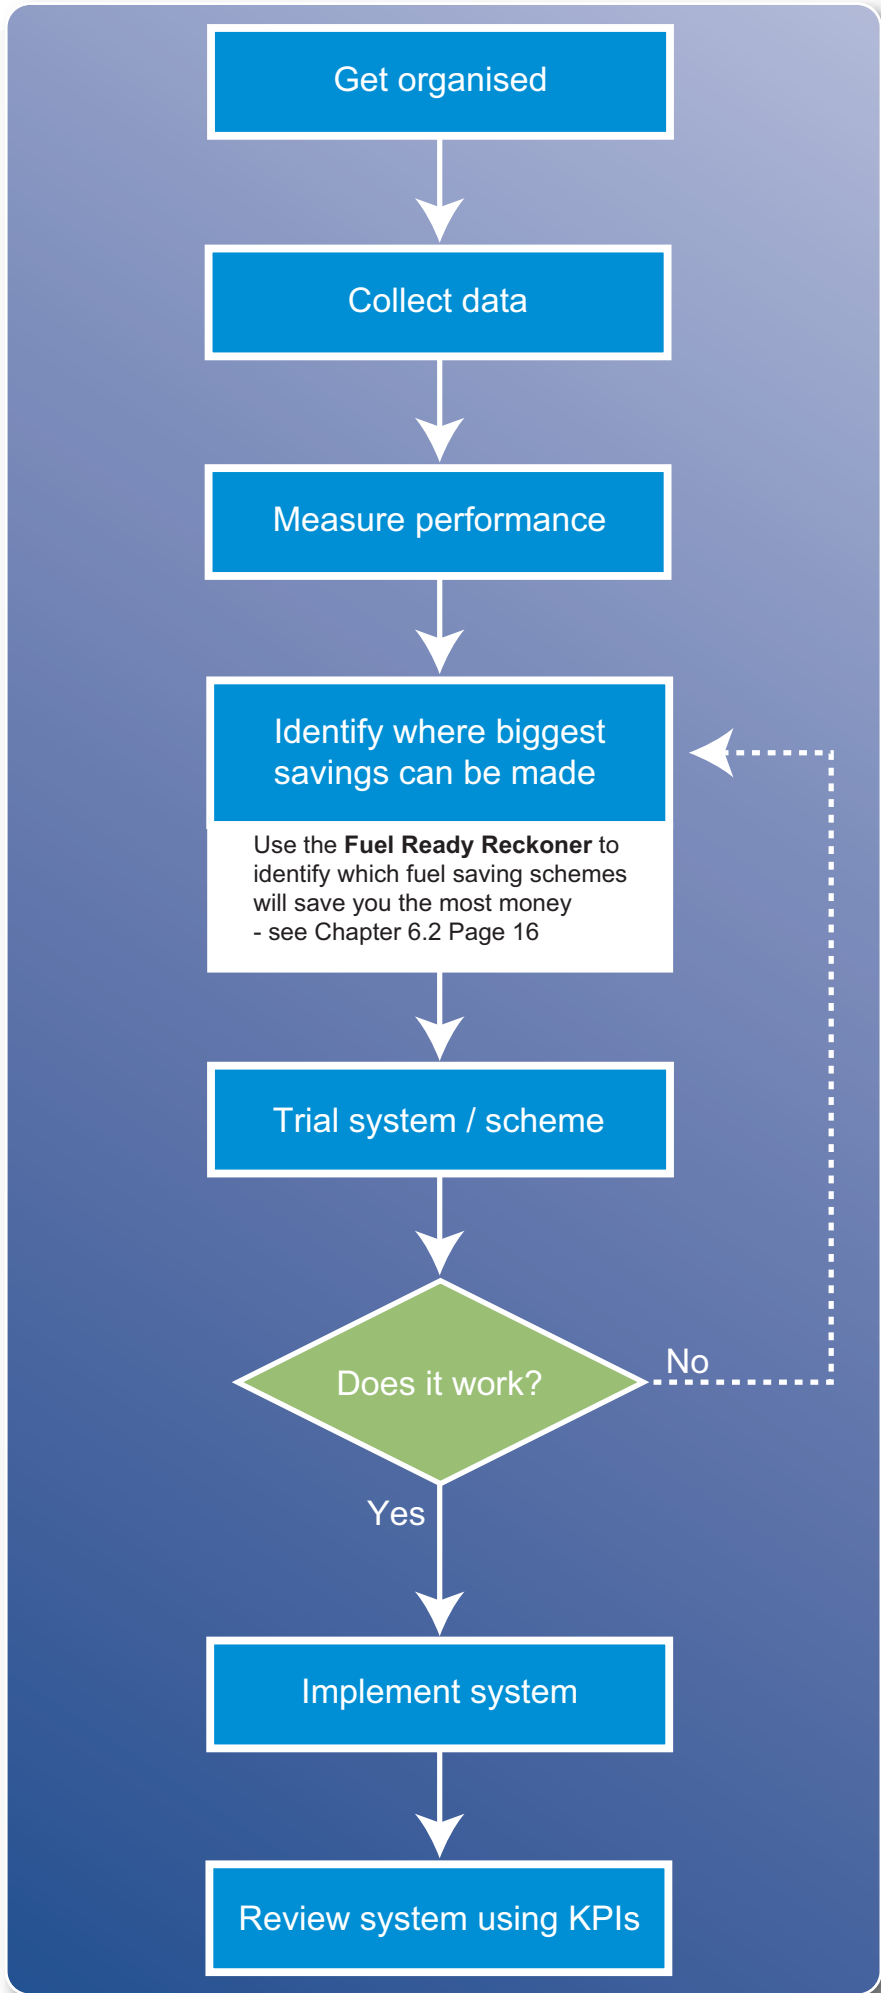 Get organised
Collect data
Measure performance
Identify where biggest
savings can be made
Use the Fuel Ready Reckoner to
identify which fuel saving schemes
will save you the most money
- see Chapter 6.2 Page 16
Trial system / scheme
Does it work?
No
Yes
Implement system
Review system using KPIs